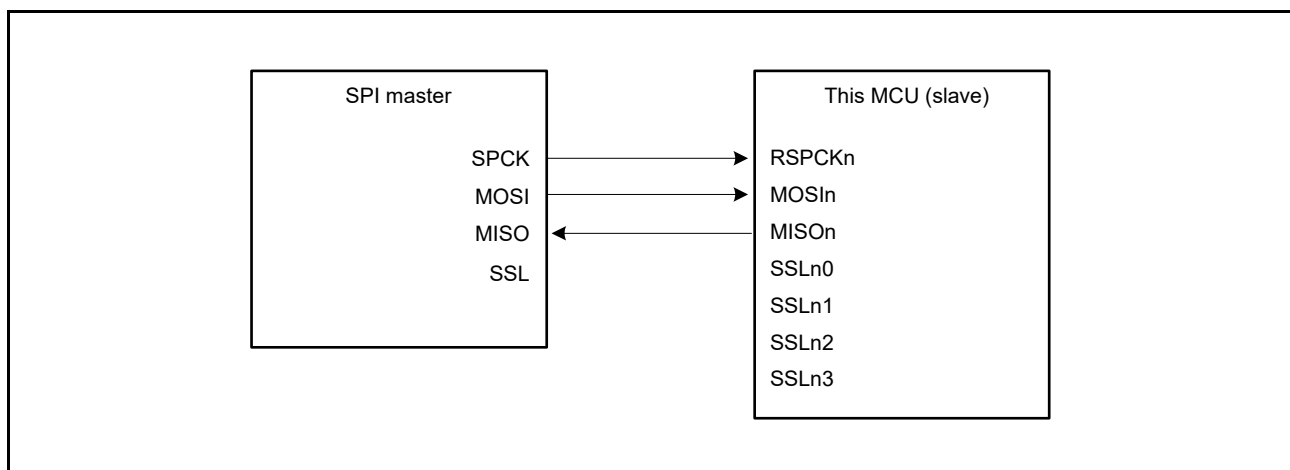 SPI master
SPCK
MOSI
MISO
SSL
This MCU (slave)
RSPCKn
MOSIn
MISOn
SSLn0
SSLn1
SSLn2
SSLn3